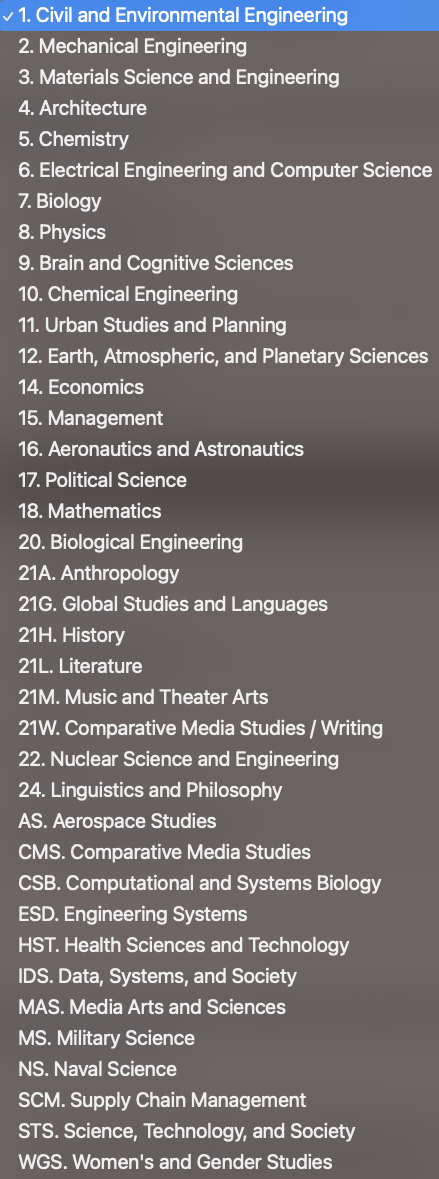 ✓ 1. Civil and Environmental Engineering
2. Mechanical Engineering
3. Materials Science and Engineering
4. Architecture
5. Chemistry
6. Electrical Engineering and Computer Science
7. Biology
8. Physics
9. Brain and Cognitive Sciences
10. Chemical Engineering
11. Urban Studies and Planning
12. Earth, Atmospheric, and Planetary Sciences
14. Economics
15. Management
16. Aeronautics and Astronautics
17. Political Science
18. Mathematics
20. Biological Engineering
21A. Anthropology
21G. Global Studies and Languages
21H. History
21L. Literature
21M. Music and Theater Arts
21W. Comparative Media Studies / Writing
22. Nuclear Science and Engineering
24. Linguistics and Philosophy
AS. Aerospace Studies
CMS. Comparative Media Studies
CSB. Computational and Systems Biology
ESD. Engineering Systems
HST. Health Sciences and Technology
IDS. Data, Systems, and Society
MAS. Media Arts and Sciences
MS. Military Science
NS. Naval Science
SCM. Supply Chain Management
STS. Science, Technology, and Society
WGS. Women's and Gender Studies